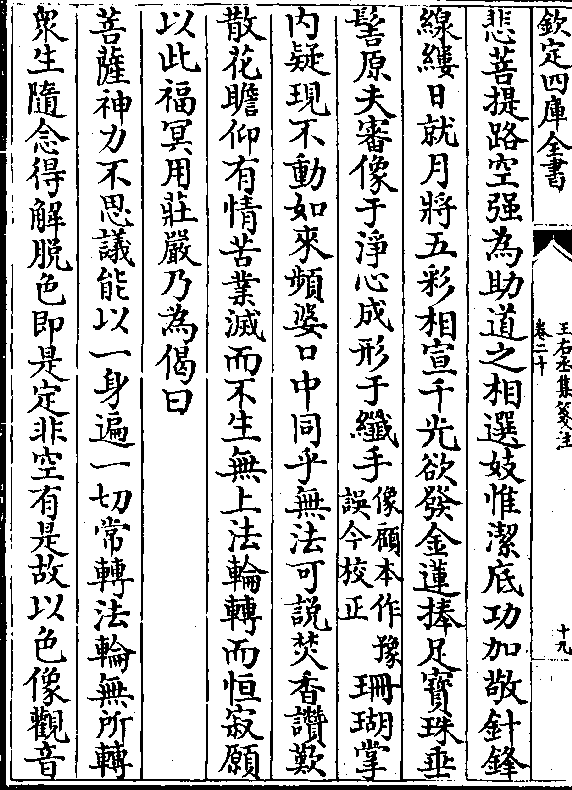 欽定四庫全書
王右丞集箋注
卷二十
十九
悲菩提路空强為助道之相選妓惟潔底功加敬針鋒
線縷日就月將五彩相宣千光欲發金蓮捧足寳珠垂
髻原夫審像于淨心成形于纖手像顧本作豫誤今校正珊瑚掌
内疑現不動如來頻婆口中同乎無法可説焚香讚歎
散花瞻仰有情苦業滅而不生無上法輪轉而恒寂願
以此福冥用莊嚴乃為偈曰
菩薩神力不思議能以一身遍一切常轉法輪無所轉
衆生隨念得解脱色即是定非空有是故以色像觀音